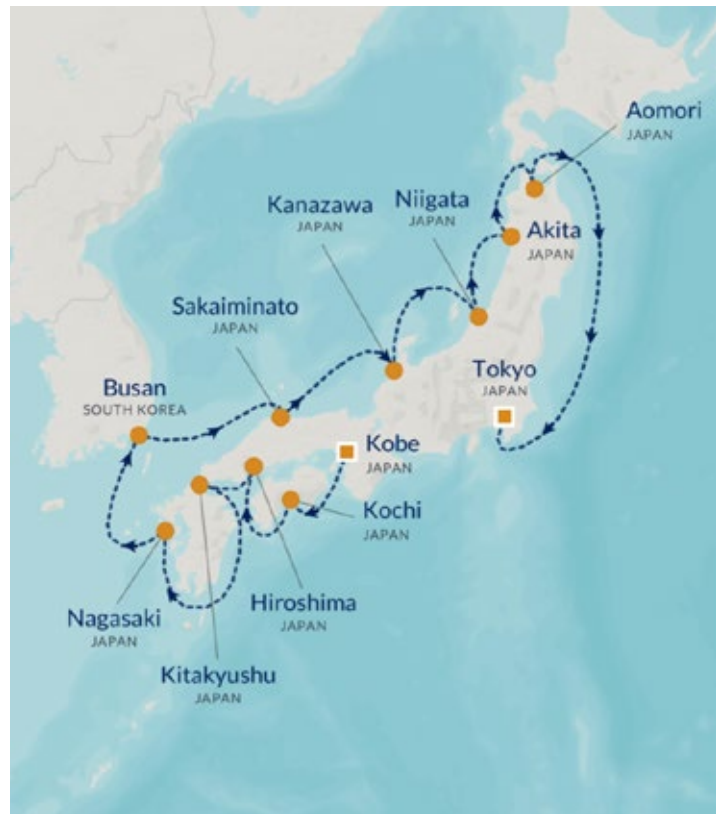 Aomori
JAPAN
Niigata
JAPAN
Kanazawa
JAPAN
Akita
JAPAN
Sakaiminato
JAPAN
Tokyo
JAPAN
Busan
SOUTH KOREA
Kobe
JAPAN
Kochi
JAPAN
Hiroshima
JAPAN
Nagasaki
JAPAN
Kitakyushu
JAPAN